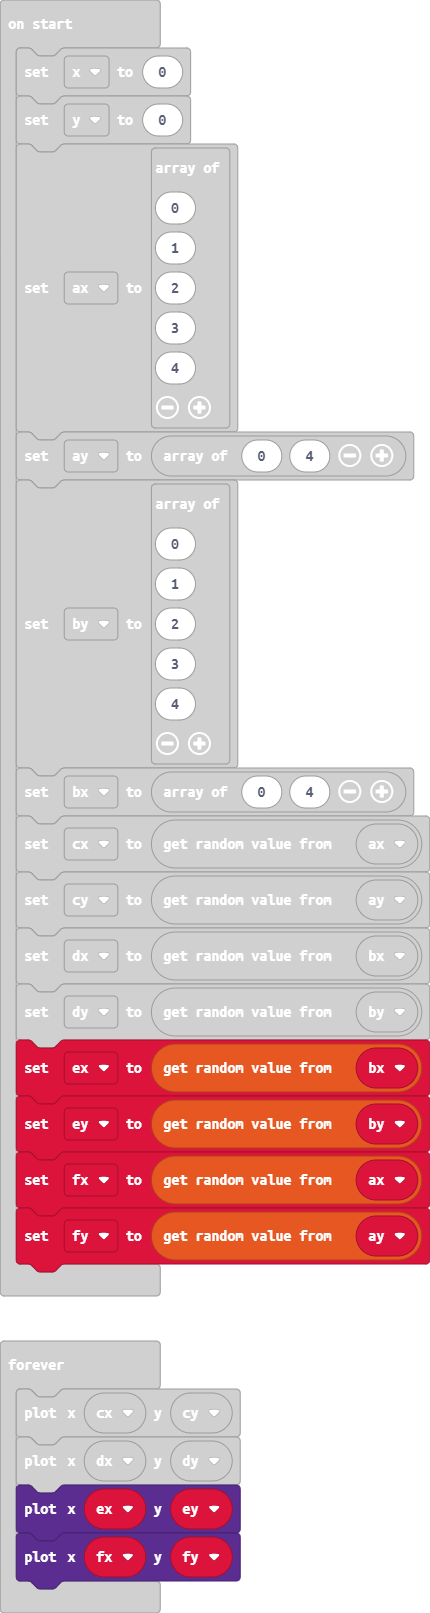 on start
set x to 0
set y to 0
array of
0
1
2
3
4
set ax to
set ay to array of 0 4
array of
0
1
2
3
4
set by to
set bx to array of 0 4
set cx to get random value from ax
set cy to get random value from ay
set dx to get random value from bx
set dy to get random value from by
set ex to get random value from bx
set ey to get random value from by
set fx to get random value from ax
set fy to get random value from ay
forever
plot x cx y cy
plot x dx y dy
plot x ex y ey
plot x fx y fy